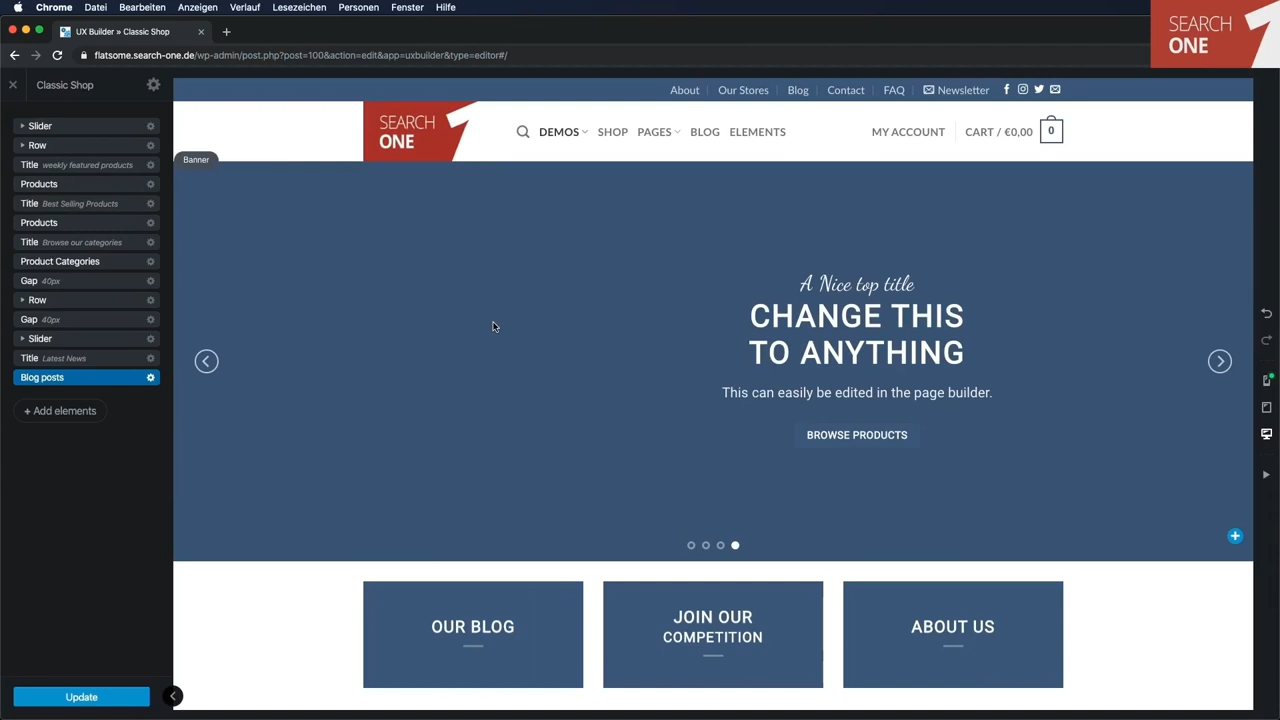 Chrome Datei Bearbeiten Anzeigen Verlauf Lesezeichen Personen Fenster Hilfe
SEARCH
ONE
UX Builder » Classic Shop
flatsome.search-one.de/wp-admin/post.php?post=100&action=edit&app=uxbuilder&type=editor#/
Classic Shop
About Our Stores Blog Contact FAQ Newsletter
SEARCH
ONE
DEMOS SHOP PAGES BLOG ELEMENTS MY ACCOUNT CART / €0,00 0
Banner
Slider
Row
Title weekly featured products
Products
Title Best Selling Products
Products
Title Browse our categories
Product Categories
Gap 40px
Row
Gap 40px
Slider
Title Latest News
Blog posts
+ Add elements
A Nice top title
CHANGE THIS
TO ANYTHING
This can easily be edited in the page builder.
BROWSE PRODUCTS
OUR BLOG
JOIN OUR
COMPETITION
ABOUT US
Update